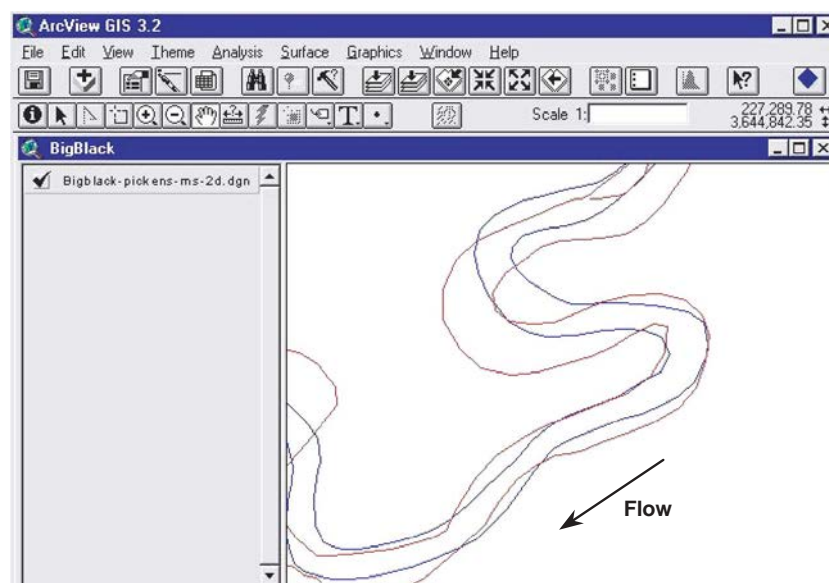 ArcView GIS 3.2
File Edit View Theme Analysis Surface Graphics Window Help
Scale 1:
227,289.78
3,644,842.35
BigBlack
Bigblack-pickens-ms-2d.dgn
Flow